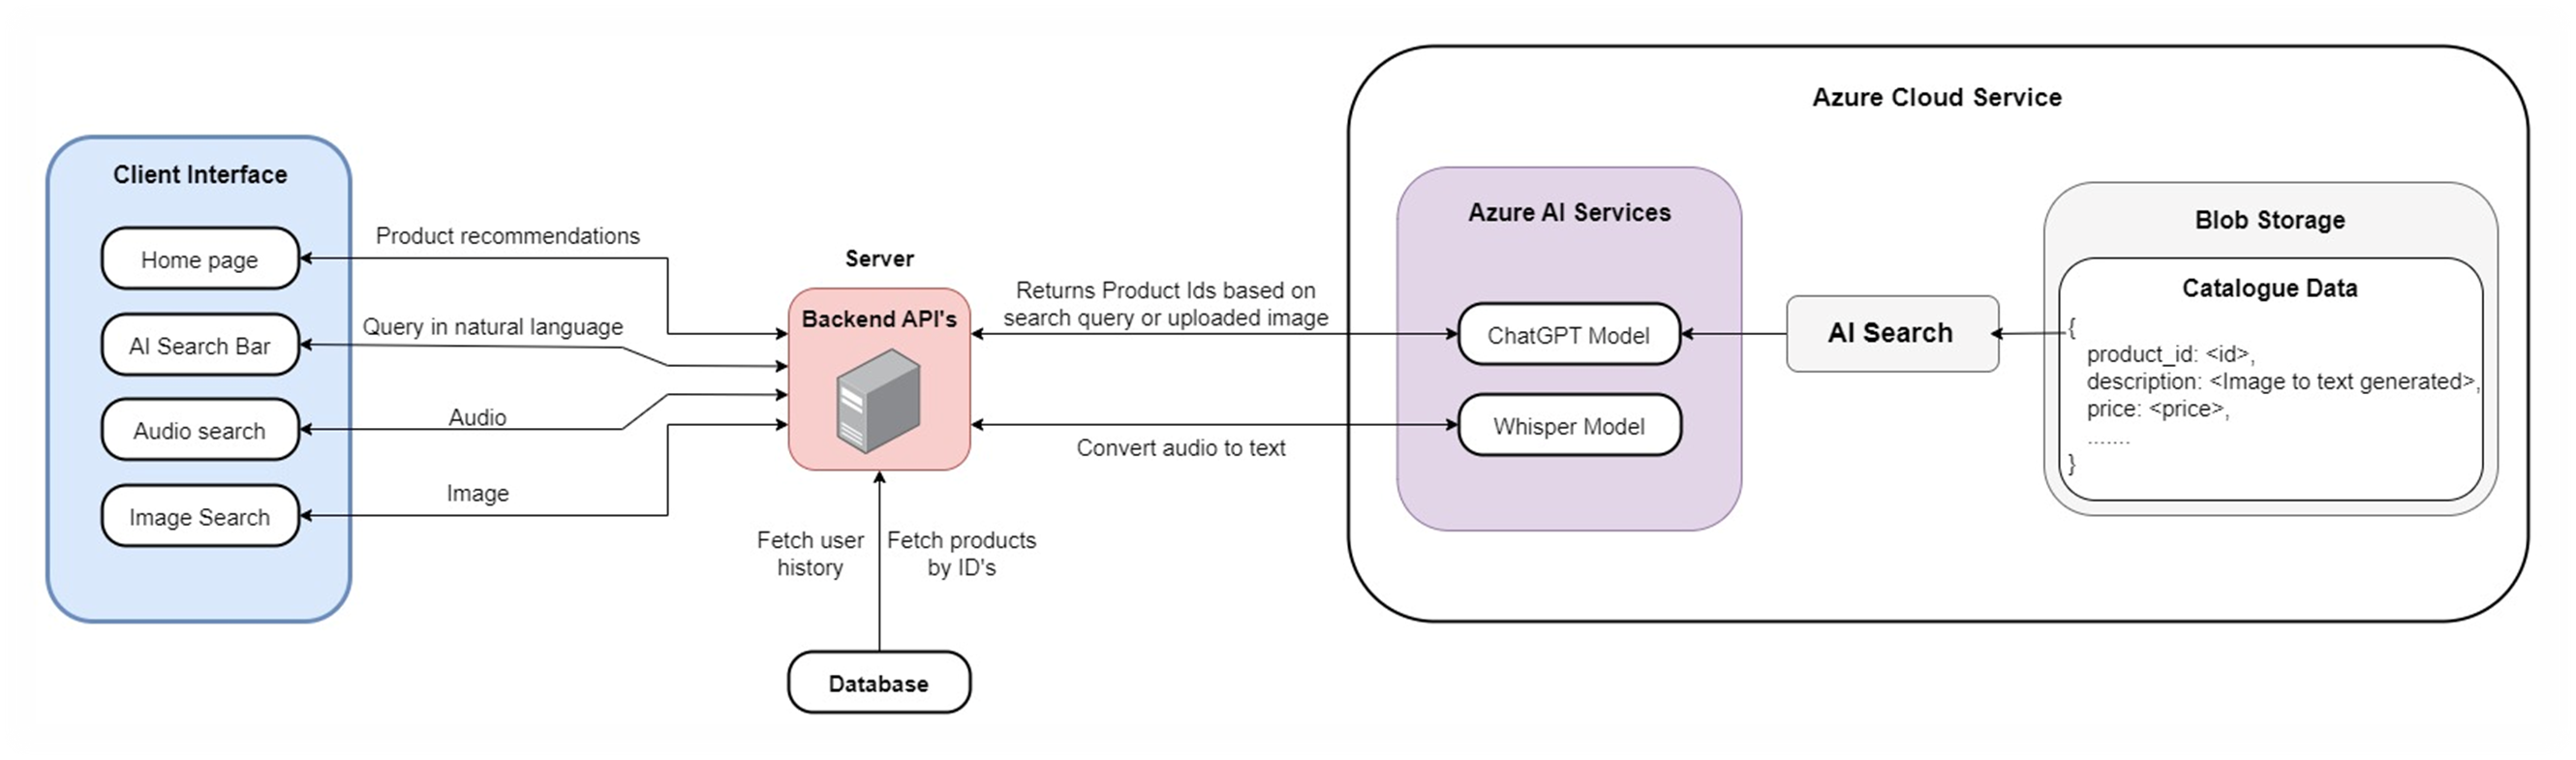 Azure Cloud Service
Client Interface
Home page
AI Search Bar
Audio search
Image Search
Product recommendations
Query in natural language
Audio
Image
Server
Backend API's
Fetch user
history
Fetch products
by ID's
Database
Returns Product Ids based on
search query or uploaded image
Convert audio to text
Azure AI Services
ChatGPT Model
Whisper Model
AI Search
Blob Storage
Catalogue Data
{
product_id: <id>,
description: <Image to text generated>,
price: <price>,
.......
}